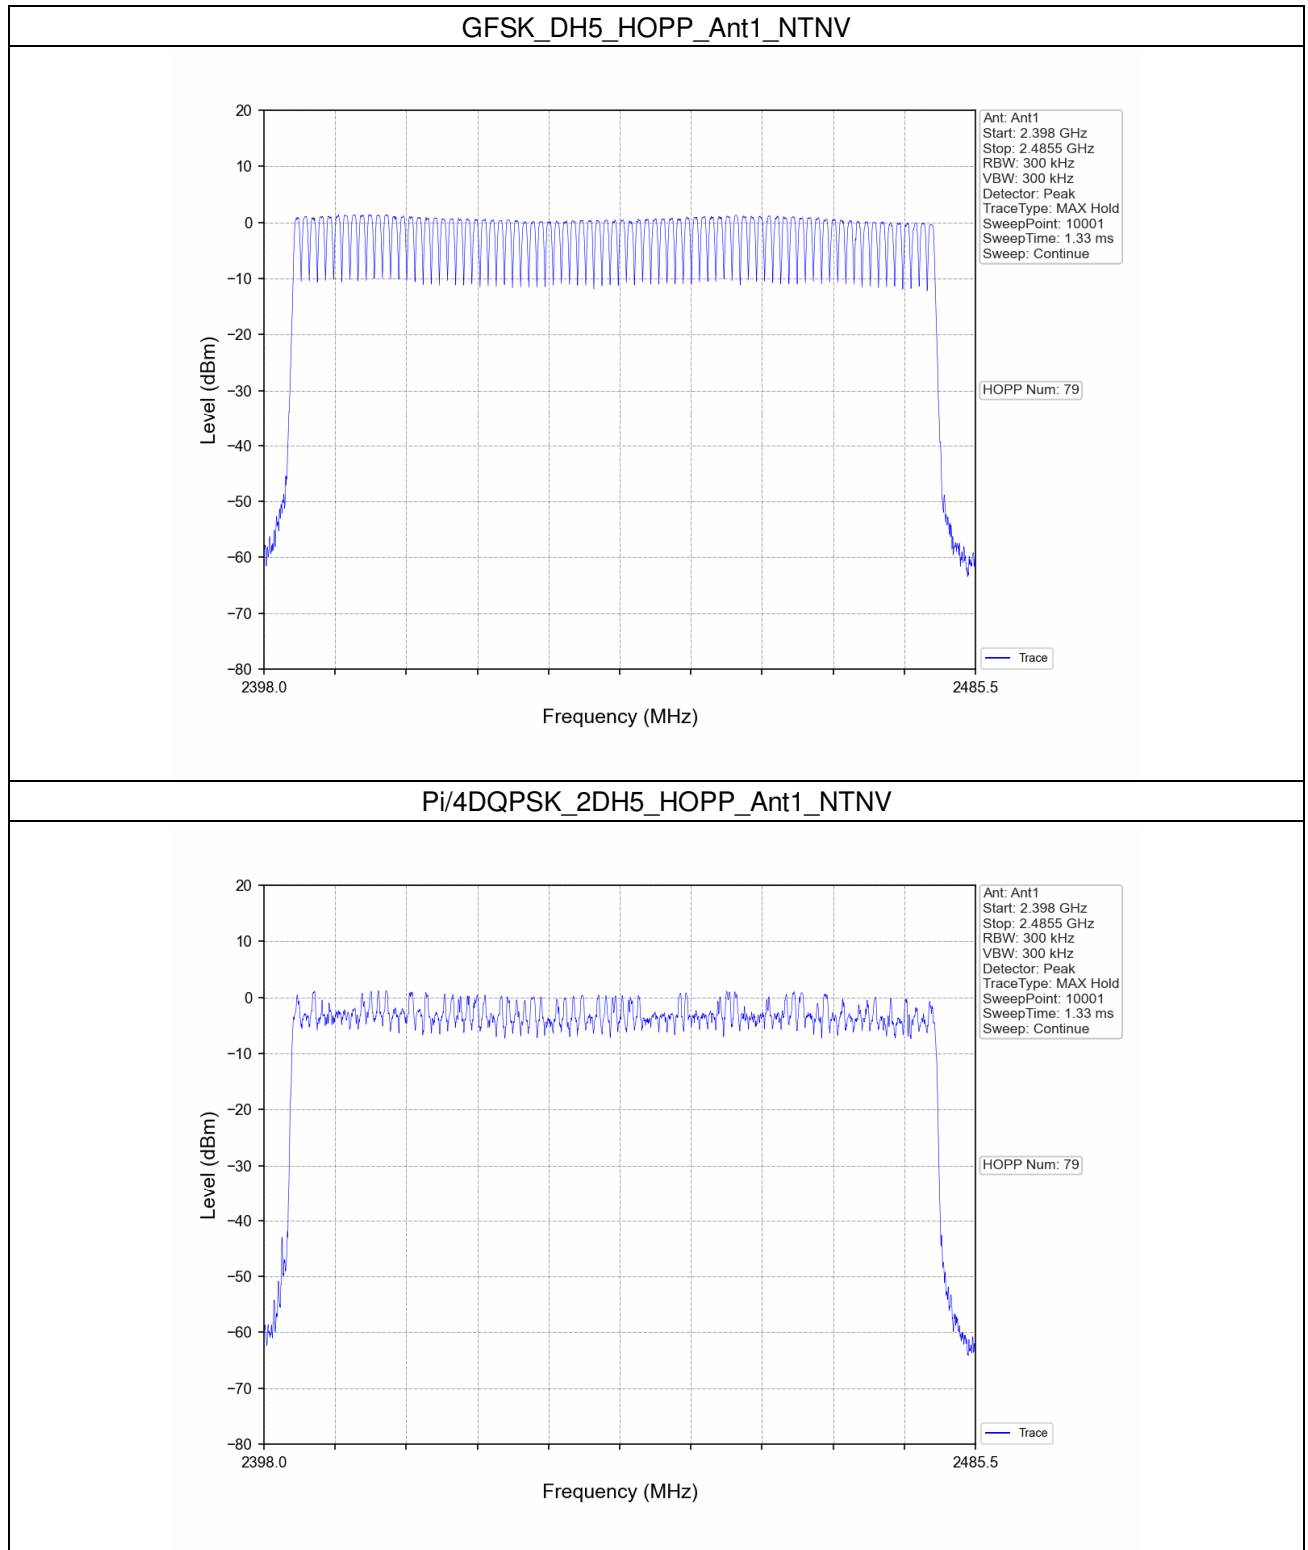 GFSK_DH5_HOPP_Ant1_NTNV
20
10
0
−10
−20
−30
−40
−50
−60
−70
−80
Level (dBm)
2398.0
2485.5
Frequency (MHz)
Ant: Ant1
Start: 2.398 GHz
Stop: 2.4855 GHz
RBW: 300 kHz
VBW: 300 kHz
Detector: Peak
TraceType: MAX Hold
SweepPoint: 10001
SweepTime: 1.33 ms
Sweep: Continue
HOPP Num: 79
Trace
Pi/4DQPSK_2DH5_HOPP_Ant1_NTNV
20
10
0
−10
−20
−30
−40
−50
−60
−70
−80
Level (dBm)
2398.0
2485.5
Frequency (MHz)
Ant: Ant1
Start: 2.398 GHz
Stop: 2.4855 GHz
RBW: 300 kHz
VBW: 300 kHz
Detector: Peak
TraceType: MAX Hold
SweepPoint: 10001
SweepTime: 1.33 ms
Sweep: Continue
HOPP Num: 79
Trace